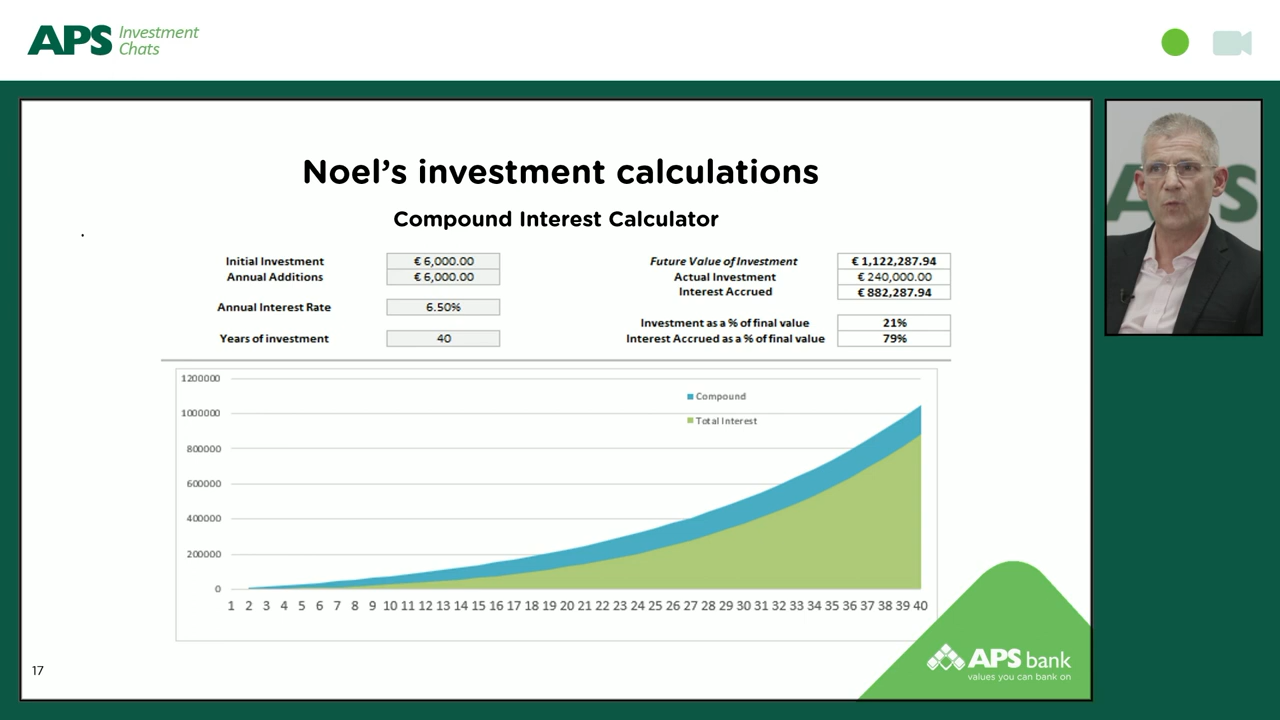 APS Investment
Chats
Noel's investment calculations
Compound Interest Calculator
Initial Investment € 6,000.00
Annual Additions € 6,000.00
Annual Interest Rate 6.50%
Years of investment 40
Future Value of Investment € 1,122,287.94
Actual Investment € 240,000.00
Interest Accrued € 882,287.94
Investment as a % of final value 21%
Interest Accrued as a % of final value 79%
1200000
1000000
800000
600000
400000
200000
0
Compound
Total Interest
1 2 3 4 5 6 7 8 9 10 11 12 13 14 15 16 17 18 19 20 21 22 23 24 25 26 27 28 29 30 31 32 33 34 35 36 37 38 39 40
17
APS bank
values you can bank on
APS